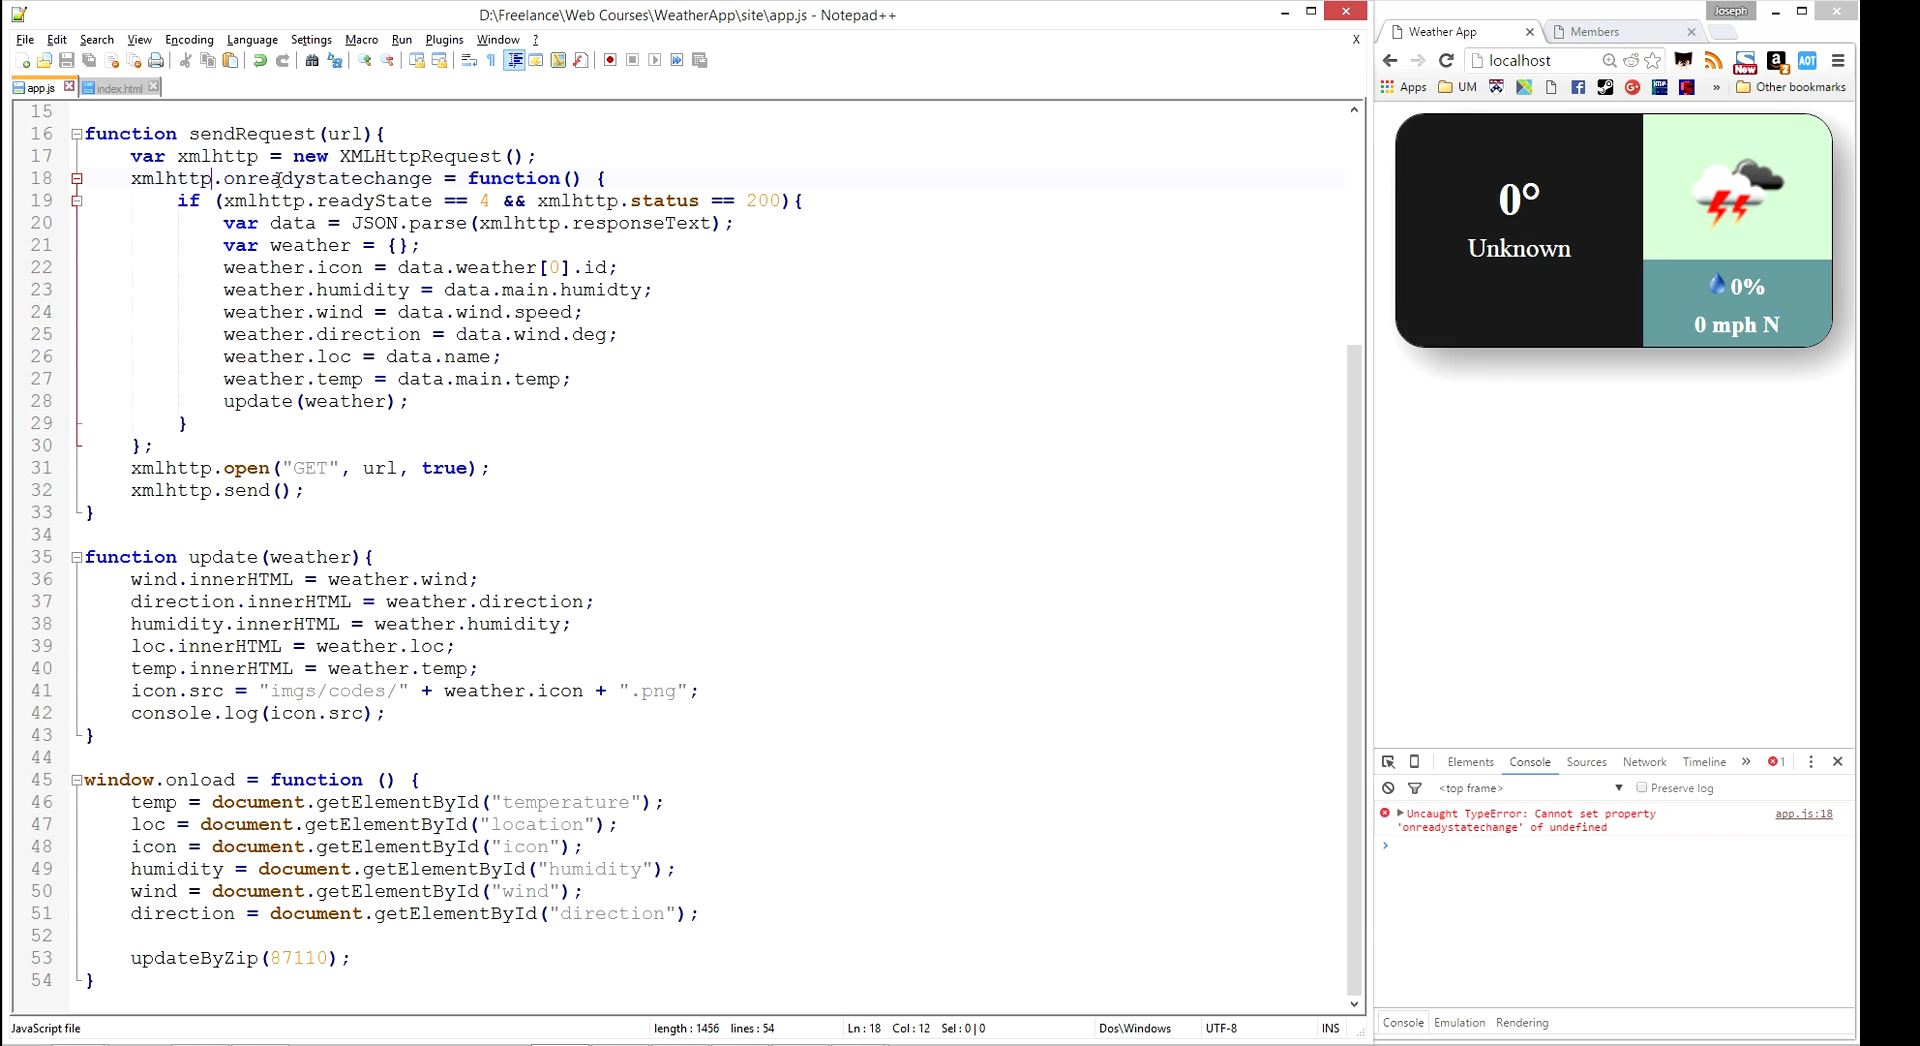 D:\Freelance\Web Courses\WeatherApp\site\app.js - Notepad++
File Edit Search View Encoding Language Settings Macro Run Plugins Window ? X
app.js index.html
15
16 function sendRequest(url){
17 var xmlhttp = new XMLHttpRequest();
18 xmlhttp.onreadystatechange = function() {
19 if (xmlhttp.readyState == 4 && xmlhttp.status == 200){
20 var data = JSON.parse(xmlhttp.responseText);
21 var weather = {};
22 weather.icon = data.weather[0].id;
23 weather.humidity = data.main.humidty;
24 weather.wind = data.wind.speed;
25 weather.direction = data.wind.deg;
26 weather.loc = data.name;
27 weather.temp = data.main.temp;
28 update(weather);
29 }
30 };
31 xmlhttp.open("GET", url, true);
32 xmlhttp.send();
33 }
34
35 function update(weather){
36 wind.innerHTML = weather.wind;
37 direction.innerHTML = weather.direction;
38 humidity.innerHTML = weather.humidity;
39 loc.innerHTML = weather.loc;
40 temp.innerHTML = weather.temp;
41 icon.src = "imgs/codes/" + weather.icon + ".png";
42 console.log(icon.src);
43 }
44
45 window.onload = function () {
46 temp = document.getElementById("temperature");
47 loc = document.getElementById("location");
48 icon = document.getElementById("icon");
49 humidity = document.getElementById("humidity");
50 wind = document.getElementById("wind");
51 direction = document.getElementById("direction");
52
53 updateByZip(87110);
54 }
JavaScript file length : 1456 lines : 54 Ln : 18 Col : 12 Sel : 0 | 0 Dos\Windows UTF-8 INS
Joseph
Weather App Members
localhost New a 2 AOT
Apps UM » Other bookmarks
0°
Unknown
0%
0 mph N
Elements Console Sources Network Timeline » 1
<top frame> Preserve log
Uncaught TypeError: Cannot set property app.js:18
'onreadystatechange' of undefined
Console Emulation Rendering